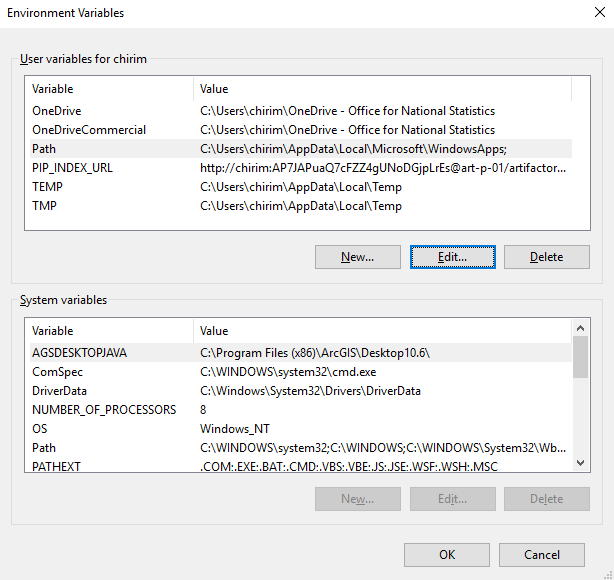 Environment Variables
User variables for chirim
Variable Value
OneDrive C:\Users\chirim\OneDrive - Office for National Statistics
OneDriveCommercial C:\Users\chirim\OneDrive - Office for National Statistics
Path C:\Users\chirim\AppData\Local\Microsoft\WindowsApps;
PIP_INDEX_URL http://chirim:AP7JAPuaQ7cFZZ4gUNoDGjpLrEs@art-p-01/artifactor...
TEMP C:\Users\chirim\AppData\Local\Temp
TMP C:\Users\chirim\AppData\Local\Temp
New... Edit... Delete
System variables
Variable Value
AGSDESKTOPJAVA C:\Program Files (x86)\ArcGIS\Desktop10.6\
ComSpec C:\WINDOWS\system32\cmd.exe
DriverData C:\Windows\System32\Drivers\DriverData
NUMBER_OF_PROCESSORS 8
OS Windows_NT
Path C:\WINDOWS\system32;C:\WINDOWS;C:\WINDOWS\System32\Wb...
PATHEXT .COM;.EXE;.BAT;.CMD;.VBS;.VBE;.JS;.JSE;.WSF;.WSH;.MSC
New... Edit... Delete
OK Cancel